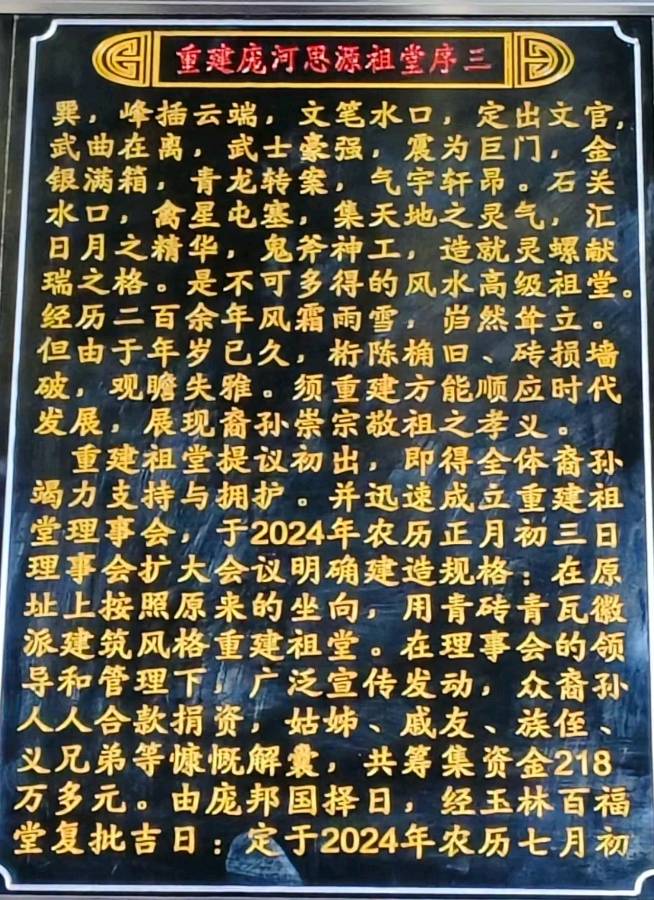 重建庞河思源祖堂序三
巽，峰插云端，文笔水口，定出文官，
武曲在离，武士豪强，震为巨门，金
银满箱，青龙转案，气宇轩昂。石关
水口，禽星屯塞，集天地之灵气，汇
日月之精华，鬼斧神工，造就灵螺献
瑞之格。是不可多得的风水高级祖堂。
经历二百余年风霜雨雪，岿然耸立。
但由于年岁已久，桁陈桷旧、砖损墙
破，观瞻失雅。须重建方能顺应时代
发展，展现裔孙崇宗敬祖之孝义。
重建祖堂提议初出，即得全体裔孙
竭力支持与拥护。并迅速成立重建祖
堂理事会，于2024年农历正月初三日
理事会扩大会议明确建造规格：在原
址上按照原来的坐向，用青砖青瓦徽
派建筑风格重建祖堂。在理事会的领
导和管理下，广泛宣传发动，众裔孙
人人合款捐资，姑姊、戚友、族侄、
义兄弟等慷慨解囊，共筹集资金218
万多元。由庞邦国择日，经玉林百福
堂复批吉日：定于2024年农历七月初